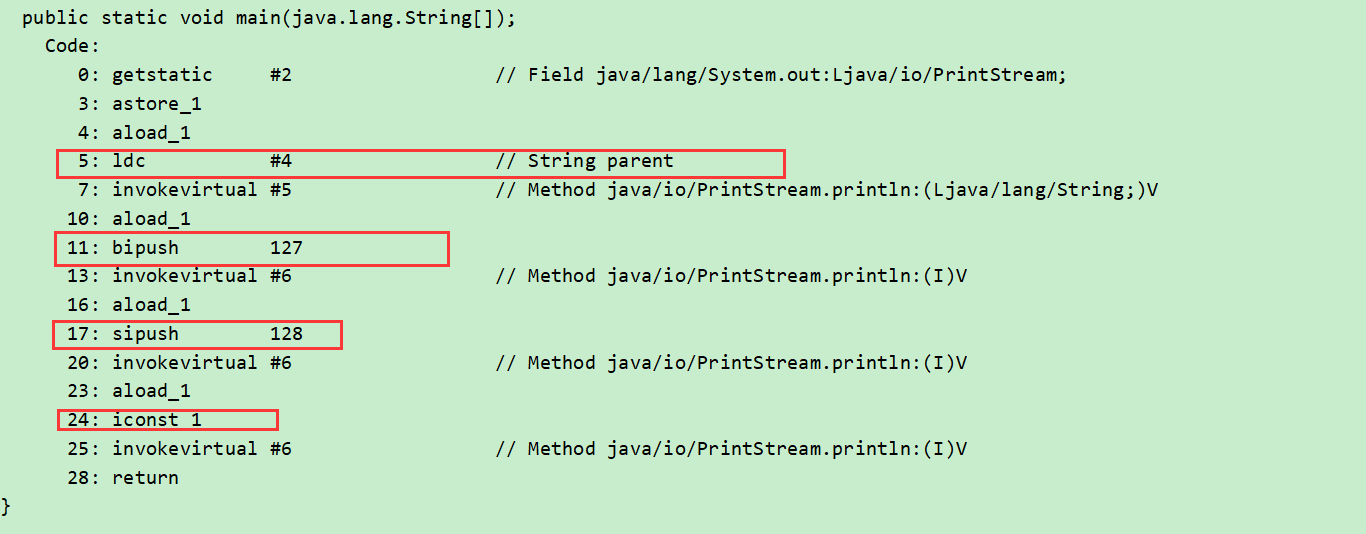 public static void main(java.lang.String[]);
Code:
0: getstatic #2 // Field java/lang/System.out:Ljava/io/PrintStream;
3: astore_1
4: aload_1
5: ldc #4 // String parent
7: invokevirtual #5 // Method java/io/PrintStream.println:(Ljava/lang/String;)V
10: aload_1
11: bipush 127
13: invokevirtual #6 // Method java/io/PrintStream.println:(I)V
16: aload_1
17: sipush 128
20: invokevirtual #6 // Method java/io/PrintStream.println:(I)V
23: aload_1
24: iconst_1
25: invokevirtual #6 // Method java/io/PrintStream.println:(I)V
28: return
}